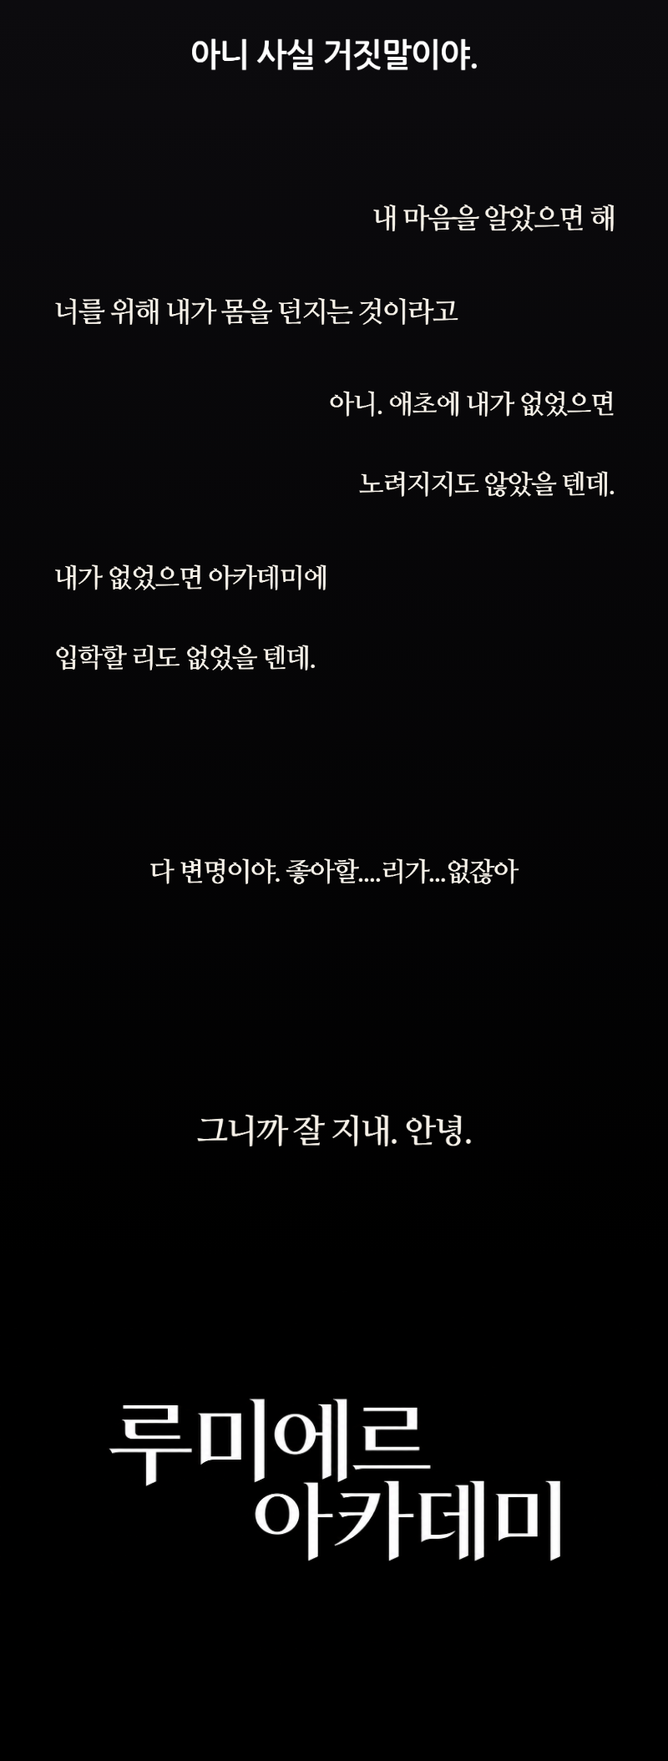 아니 사실 거짓말이야.
내 마음을 알았으면 해
너를 위해 내가 몸을 던지는 것이라고
아니. 애초에 내가 없었으면
노려지지도 않았을 텐데.
내가 없었으면 아카데미에
입학할 리도 없었을 텐데.
다 변명이야. 좋아할....리가...없잖아
그니까 잘 지내. 안녕.
루미에르
아카데미